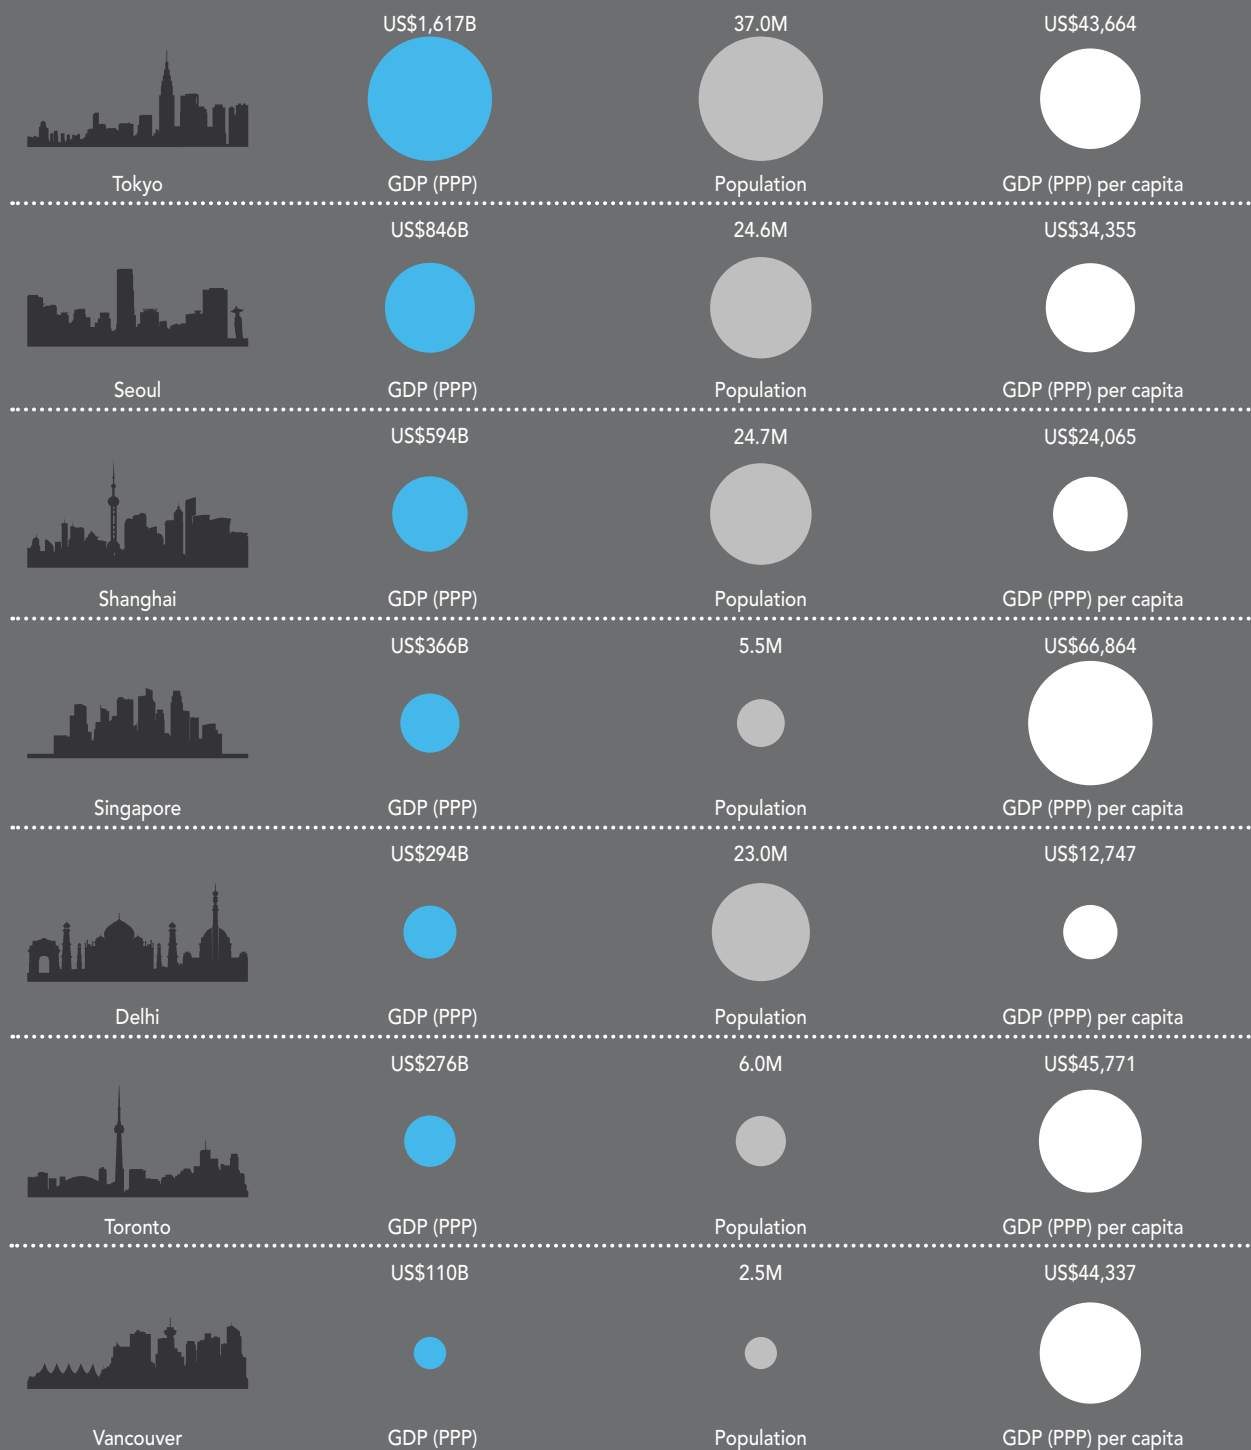 US$1,617B 37.0M US$43,664
Tokyo GDP (PPP) Population GDP (PPP) per capita
US$846B 24.6M US$34,355
Seoul GDP (PPP) Population GDP (PPP) per capita
US$594B 24.7M US$24,065
Shanghai GDP (PPP) Population GDP (PPP) per capita
US$366B 5.5M US$66,864
Singapore GDP (PPP) Population GDP (PPP) per capita
US$294B 23.0M US$12,747
Delhi GDP (PPP) Population GDP (PPP) per capita
US$276B 6.0M US$45,771
Toronto GDP (PPP) Population GDP (PPP) per capita
US$110B 2.5M US$44,337
Vancouver GDP (PPP) Population GDP (PPP) per capita